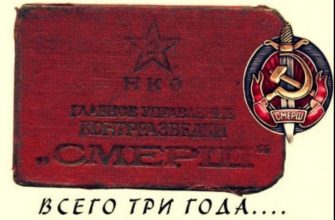 НКО
ГЛАВНОЕ УПРАВЛЕНИЕ
КОНТРРАЗВЕДКИ
„СМЕРШ“
СМЕРШ
ВСЕГО ТРИ ГОДА....